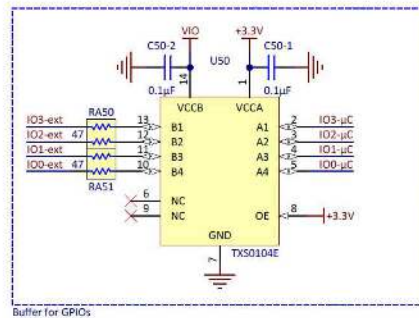 VIO
+3.3V
C50-2
U50
C50-1
0.1µF
14
1
0.1µF
VCCB
VCCA
IO3-ext
RA50
13
B1
A1
2
IO3-µC
IO2-ext
47
12
B2
A2
3
IO2-µC
IO1-ext
11
B3
A3
4
IO1-µC
IO0-ext
47
10
B4
A4
5
IO0-µC
RA51
6
NC
9
NC
OE
8
+3.3V
GND
7
TXS0104E
Buffer for GPIOs